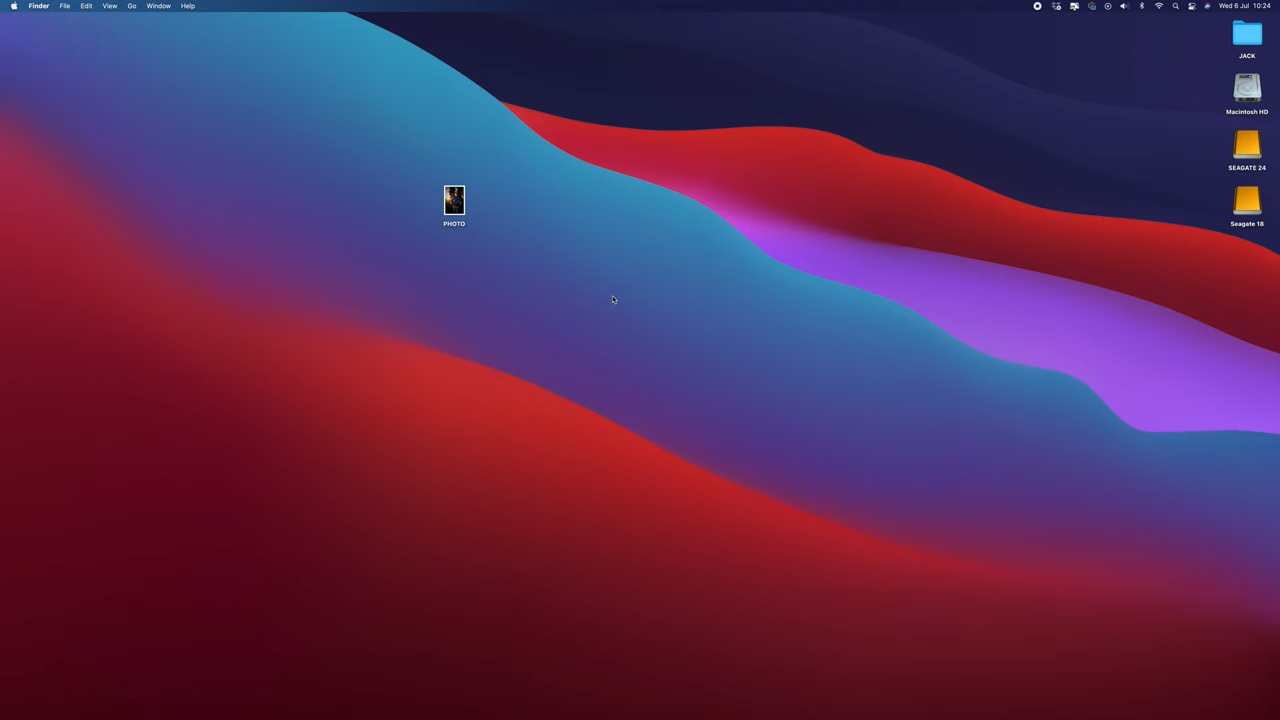 Finder File Edit View Go Window Help Wed 6 Jul 10:24
JACK
Macintosh HD
SEAGATE 24
PHOTO
Seagate 18